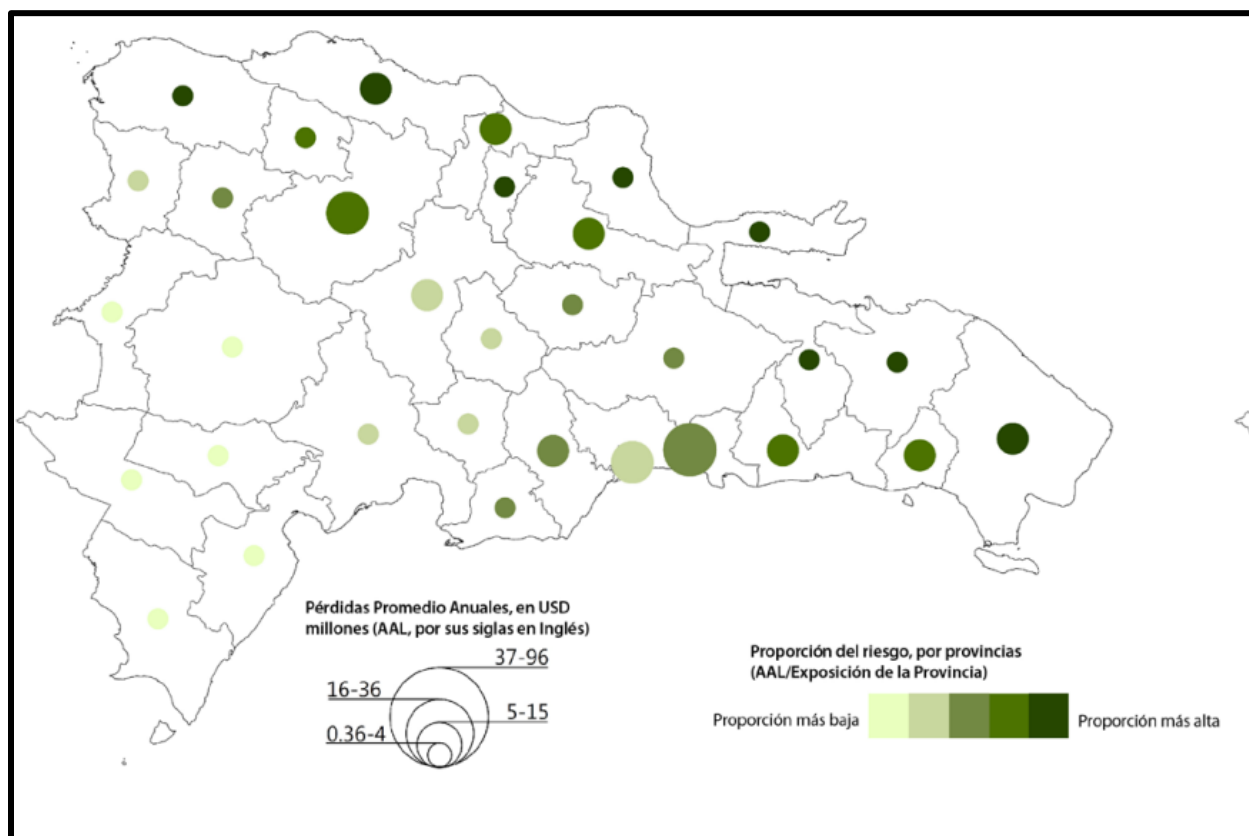 Pérdidas Promedio Anuales, en USD
millones (AAL, por sus siglas en Inglés)
37-96
16-36
5-15
0.36-4
Proporción del riesgo, por provincias
(AAL/Exposición de la Provincia)
Proporción más baja
Proporción más alta